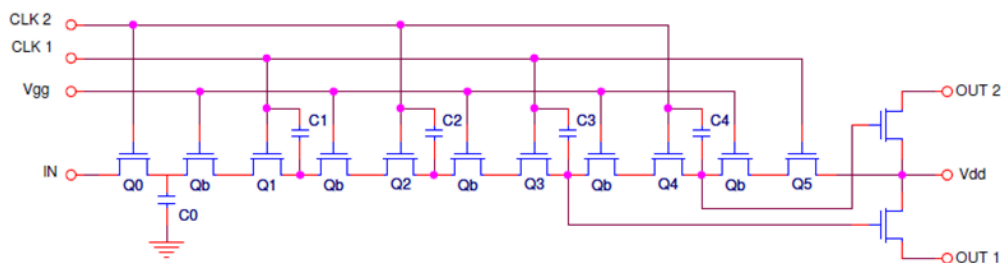 CLK 2
CLK 1
Vgg
OUT 2
C1 C2 C3 C4
IN Vdd
Q0 Qb Q1 Qb Q2 Qb Q3 Qb Q4 Qb Q5
C0
OUT 1